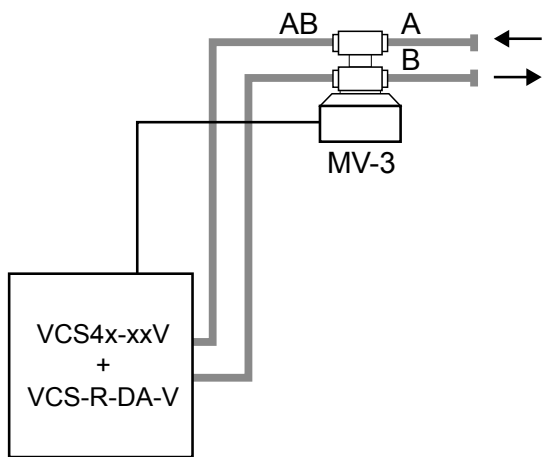 AB A
B
MV-3
VCS4x-xxV
+
VCS-R-DA-V